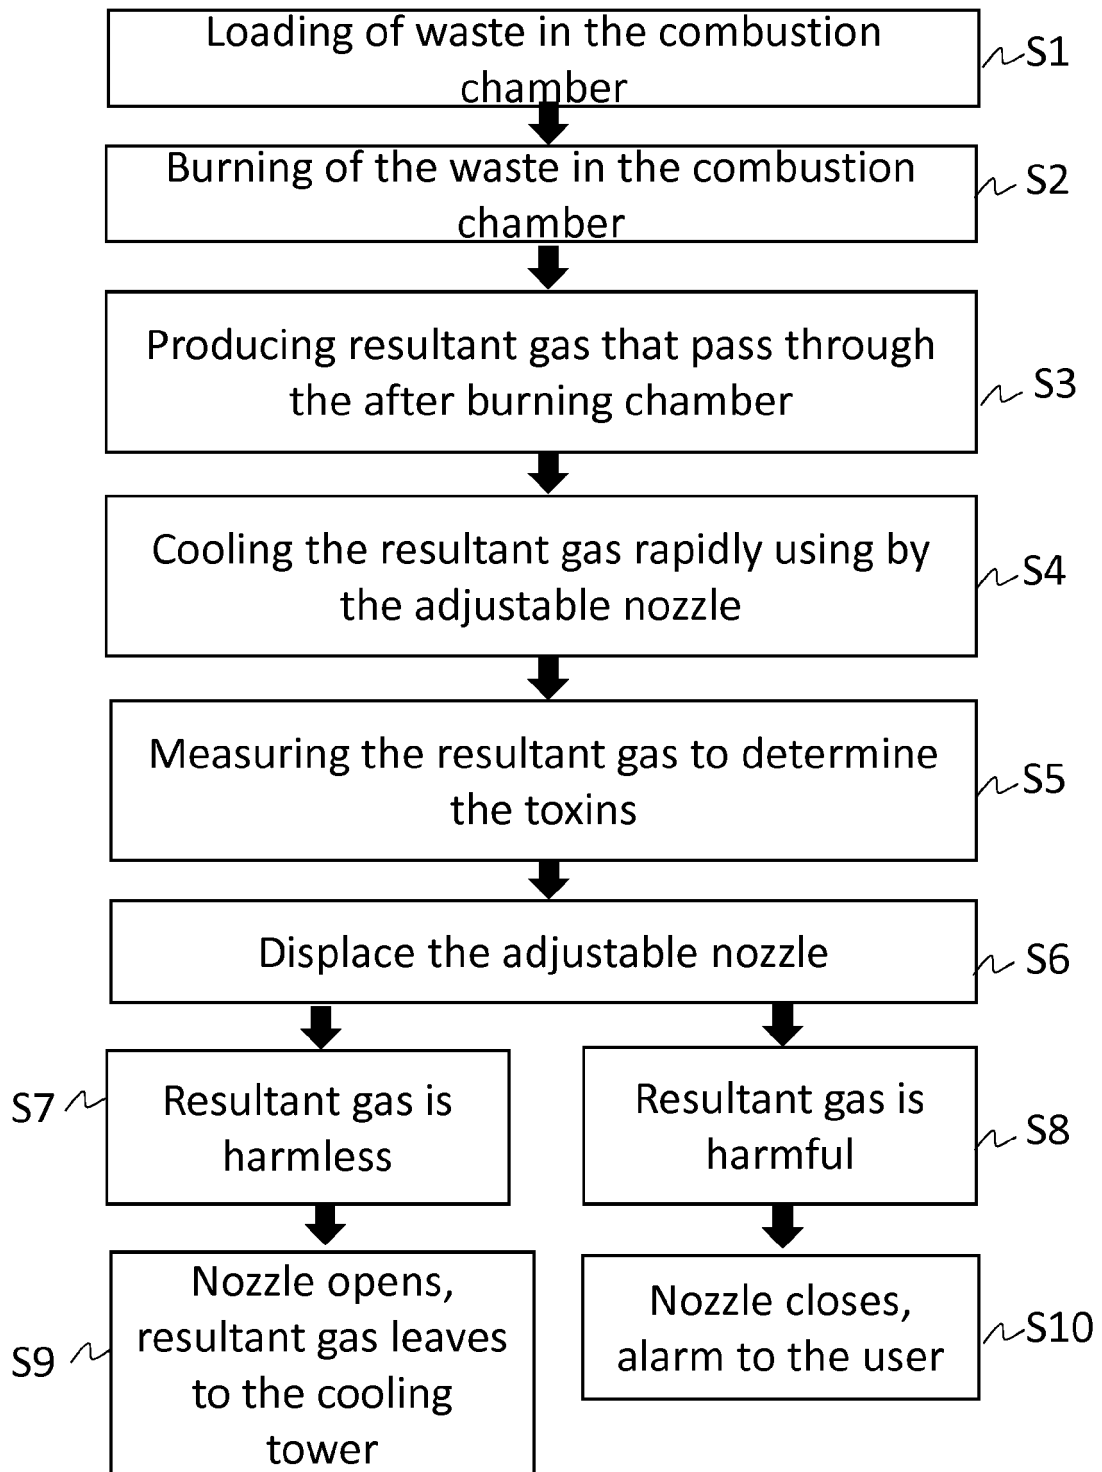 Loading of waste in the combustion
chamber
S1
Burning of the waste in the combustion
chamber
S2
Producing resultant gas that pass through
the after burning chamber
S3
Cooling the resultant gas rapidly using by
the adjustable nozzle
S4
Measuring the resultant gas to determine
the toxins
S5
Displace the adjustable nozzle
S6
S7
Resultant gas is
harmless
Resultant gas is
harmful
S8
S9
Nozzle opens,
resultant gas leaves
to the cooling
tower
Nozzle closes,
alarm to the user
S10